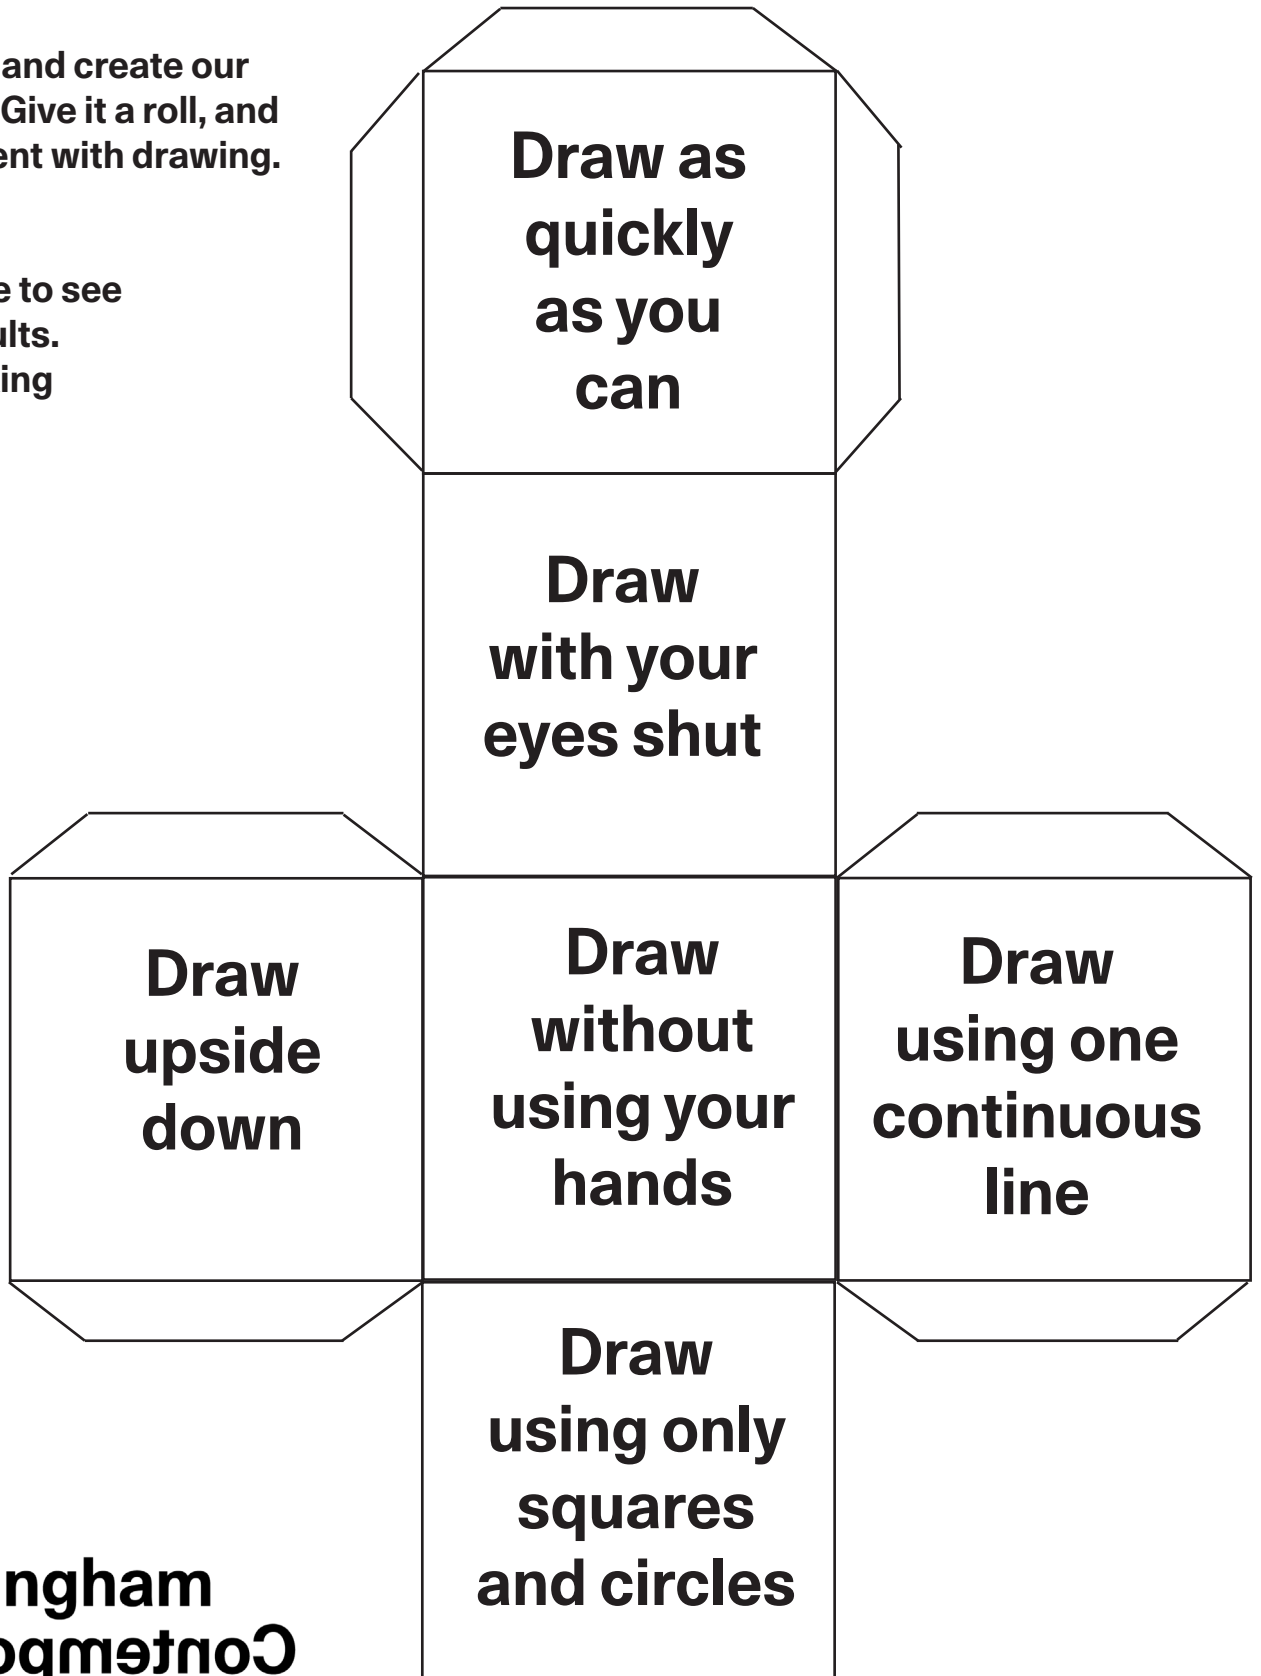 and create our
Give it a roll, and
ent with drawing.
e to see
ults.
ing
Draw as
quickly
as you
can
Draw
with your
eyes shut
Draw
upside
down
Draw
without
using your
hands
Draw
using one
continuous
line
Draw
using only
squares
and circles
ngham
Contempo